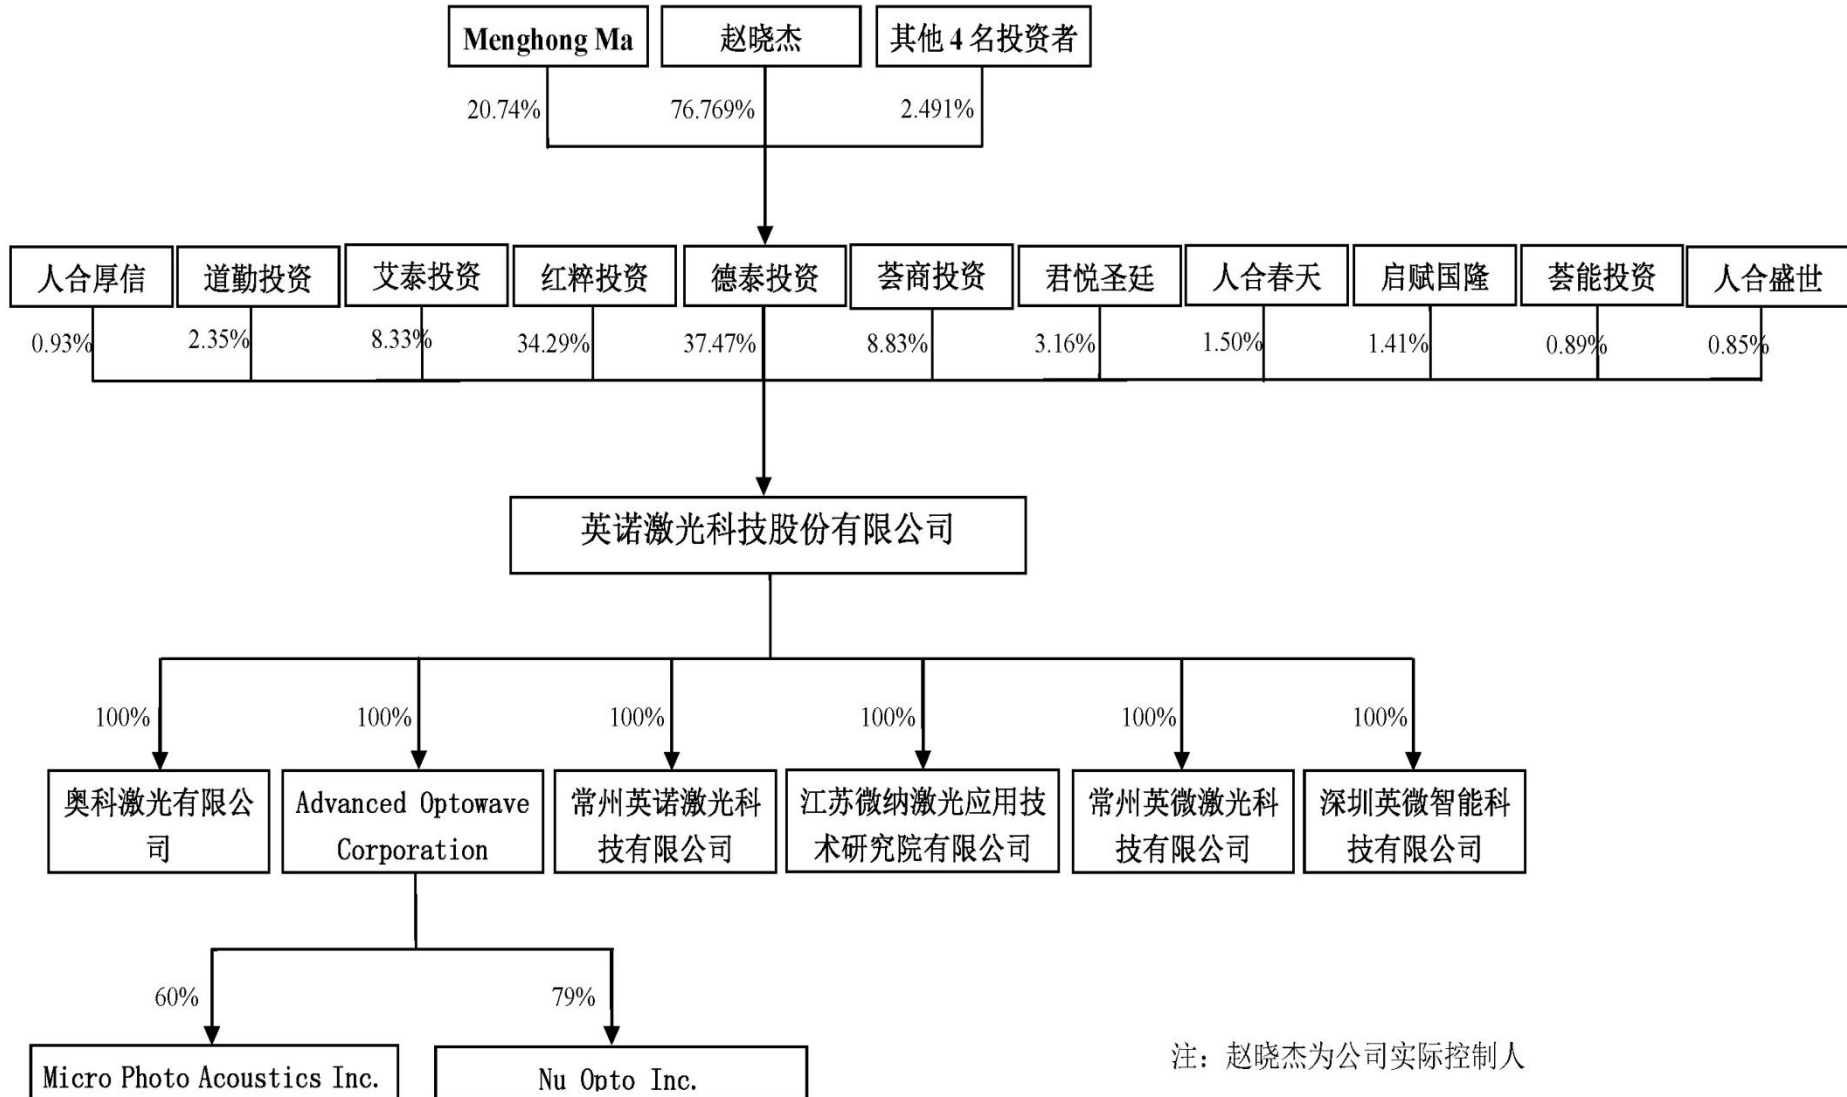 Menghong Ma
赵晓杰
其他 4 名投资者
20.74%
76.769%
2.491%
人合厚信
道勤投资
艾泰投资
红粹投资
德泰投资
荟商投资
君悦圣廷
人合春天
启赋国隆
荟能投资
人合盛世
0.93%
2.35%
8.33%
34.29%
37.47%
8.83%
3.16%
1.50%
1.41%
0.89%
0.85%
英诺激光科技股份有限公司
100%
100%
100%
100%
100%
100%
奥科激光有限公
司
Advanced Optowave
Corporation
常州英诺激光科
技有限公司
江苏微纳激光应用技
术研究院有限公司
常州英微激光科
技有限公司
深圳英微智能科
技有限公司
60%
79%
Micro Photo Acoustics Inc.
Nu Opto Inc.
注：赵晓杰为公司实际控制人